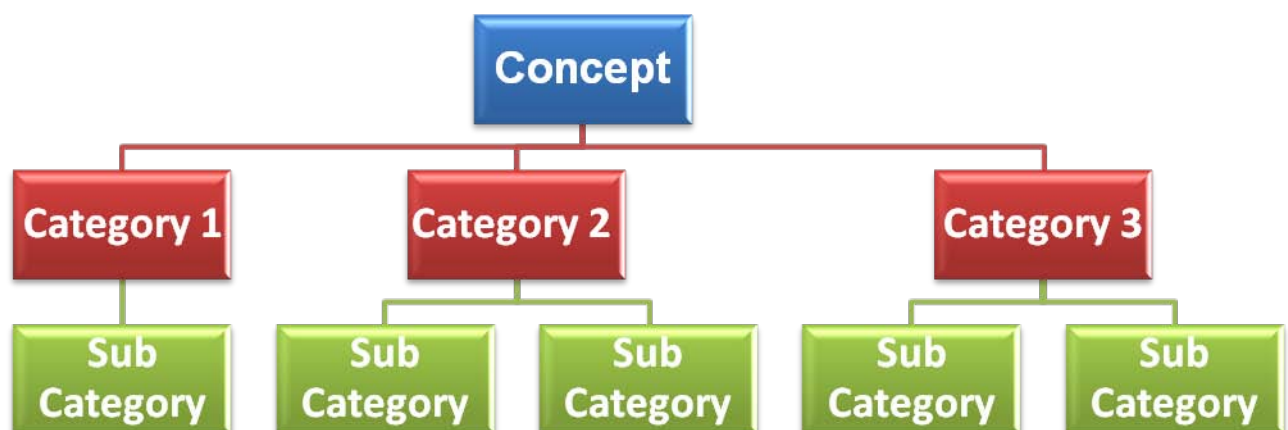 Concept
Category 1
Category 2
Category 3
Sub
Category
Sub
Category
Sub
Category
Sub
Category
Sub
Category